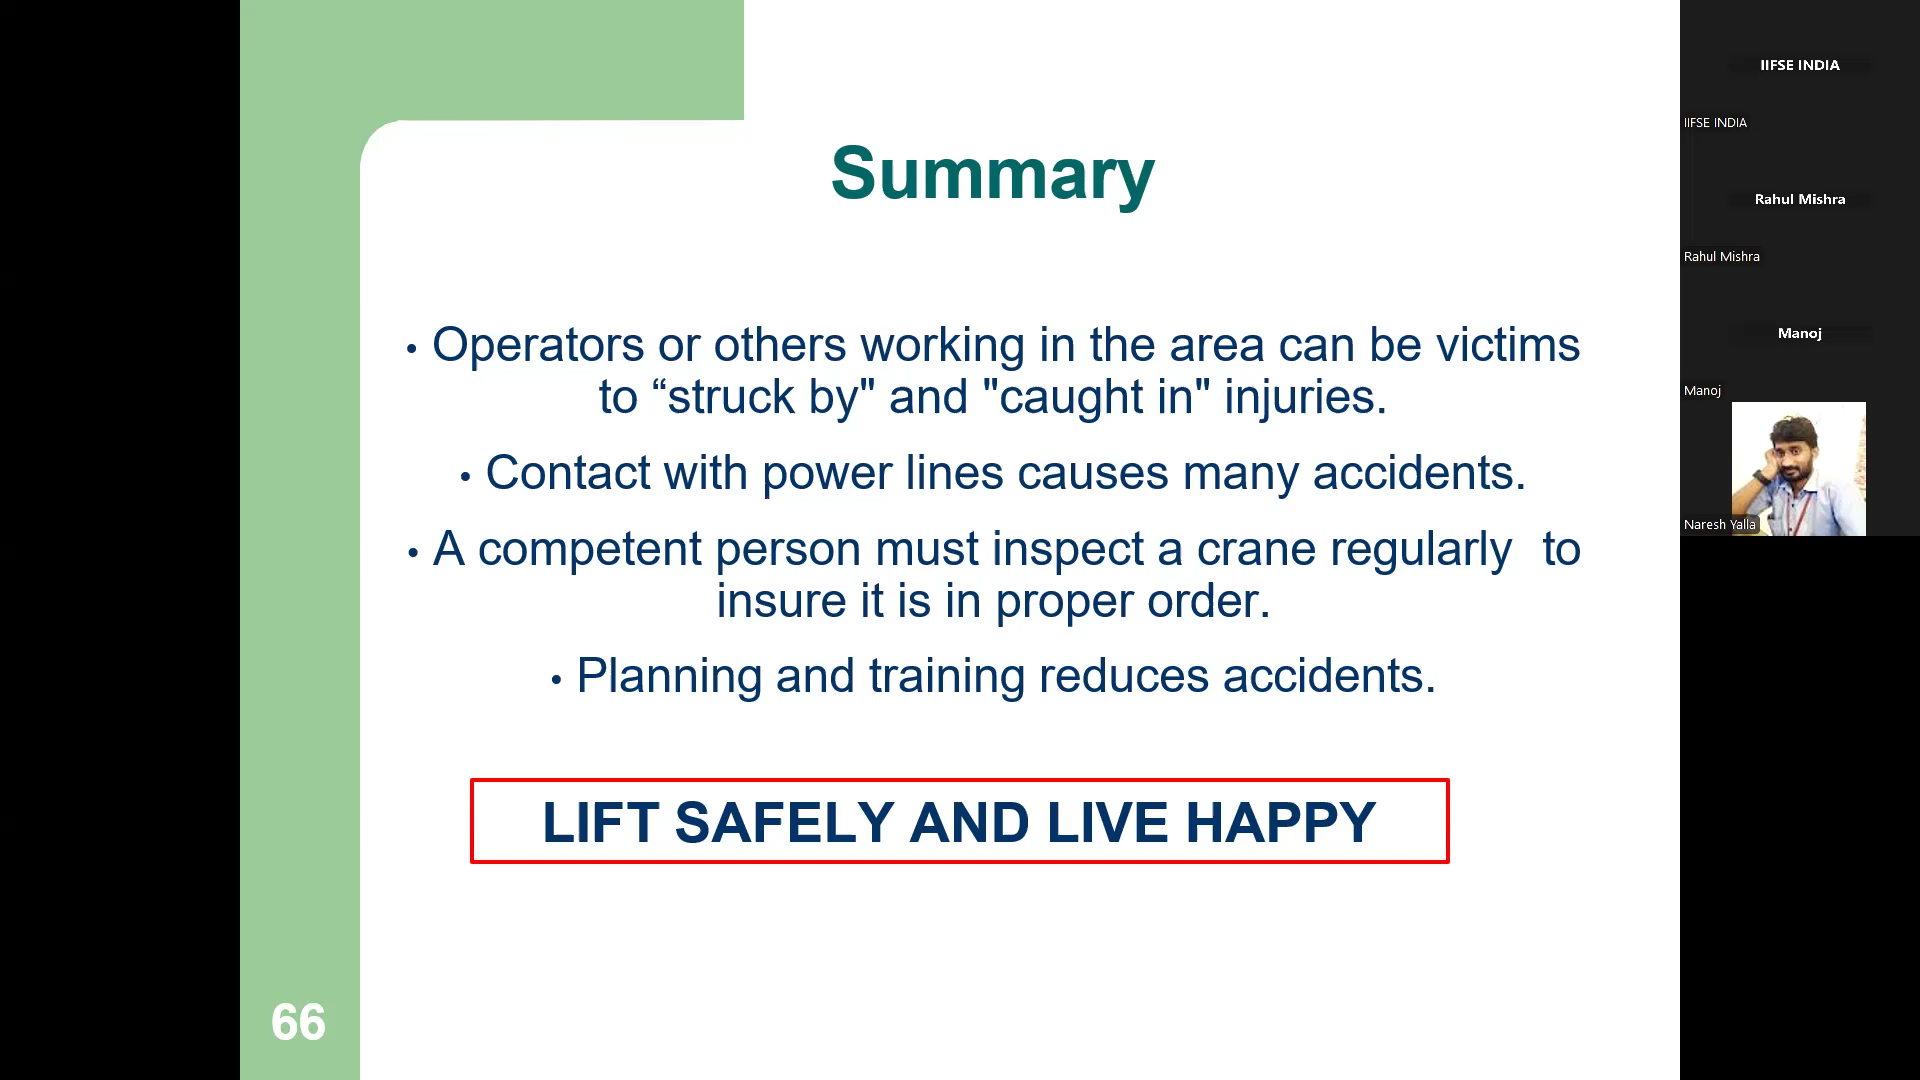 Summary
• Operators or others working in the area can be victims
to “struck by" and "caught in" injuries.
• Contact with power lines causes many accidents.
• A competent person must inspect a crane regularly  to
insure it is in proper order.
• Planning and training reduces accidents.
LIFT SAFELY AND LIVE HAPPY
66
IIFSE INDIA
IIFSE INDIA
Rahul Mishra
Rahul Mishra
Manoj
Manoj
Naresh Yalla